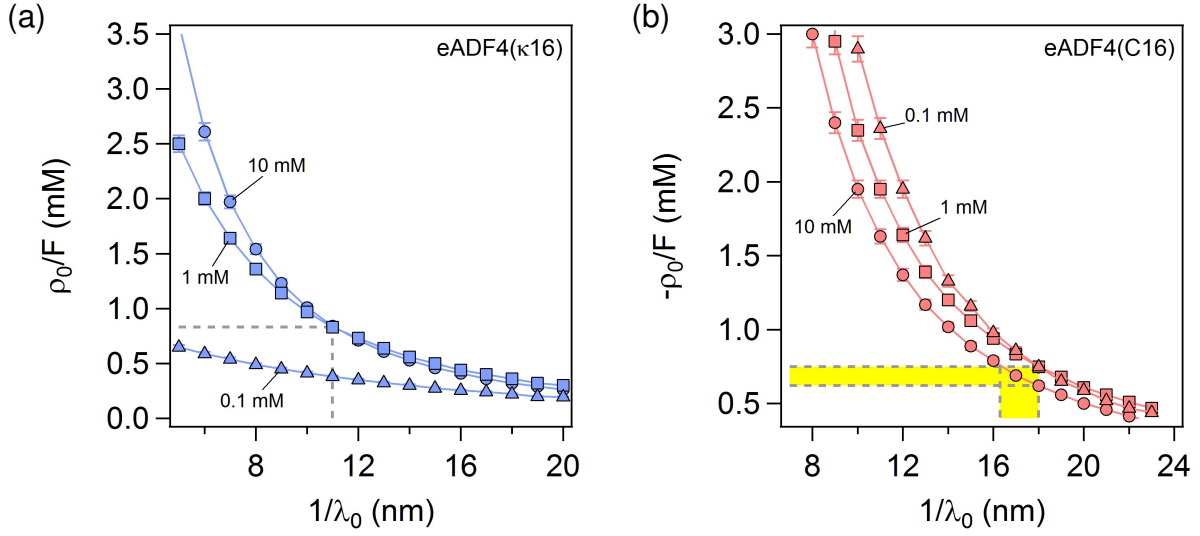 (a)
eADF4(κ16)
3.5
3.0
2.5
2.0
1.5
1.0
0.5
0.0
ρ₀/F (mM)
10 mM
1 mM
0.1 mM
8
12
16
20
1/λ₀ (nm)
(b)
eADF4(C16)
3.0
2.5
2.0
1.5
1.0
0.5
-ρ₀/F (mM)
0.1 mM
1 mM
10 mM
8
12
16
20
24
1/λ₀ (nm)